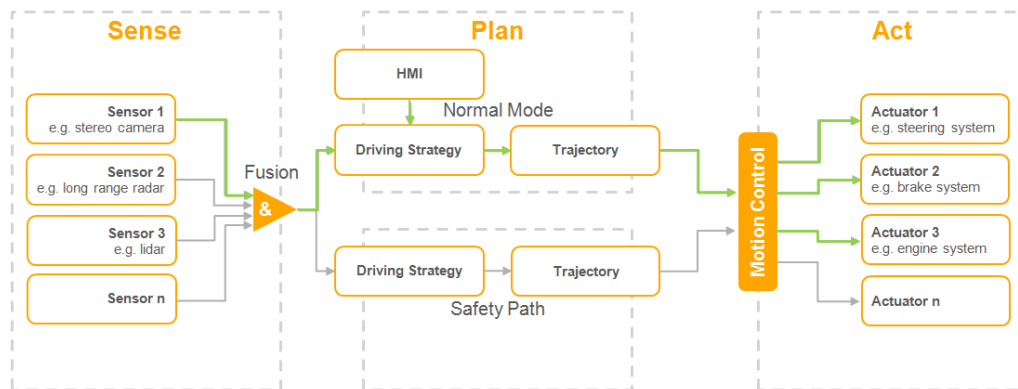 Sense
Plan
Act
HMI
Normal Mode
Sensor 1
e.g. stereo camera
Sensor 2
e.g. long range radar
Sensor 3
e.g. lidar
Sensor n
Fusion
&
Driving Strategy
Trajectory
Driving Strategy
Trajectory
Safety Path
Motion Control
Actuator 1
e.g. steering system
Actuator 2
e.g. brake system
Actuator 3
e.g. engine system
Actuator n